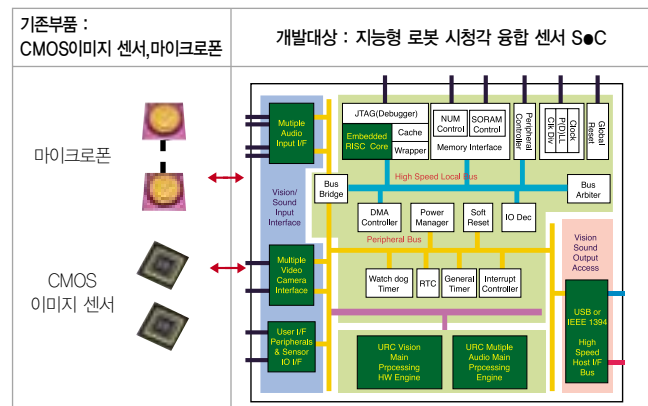 기존부품 :
CMOS이미지 센서,마이크로폰
개발대상 : 지능형 로봇 시청각 융합 센서 S●C
마이크로폰
CMOS
이미지 센서
Mutiple
Audio
Input I/F
Vision/
Sound
Input
Interface
Multiple
Video
Camera
Interface
User I/F
Peripherals
& Sensor
IO I/F
JTAG(Debugger)
Embedded
RISC Core
Cache
Wrapper
NUM
Control
SORAM
Control
Memory Interface
Peripheral
Controller
Clock
P(D)LL
Clk Div
Global
Reset
High Speed Local Bus
Bus
Bridge
Bus
Arbiter
DMA
Controller
Power
Manager
Soft
Reset
IO Dec
Peripheral Bus
Watch dog
Timer
RTC
General
Timer
Interrupt
Controller
URC Vision
Main
Prpcessing
HW Engine
URC Mutiple
Audio Main
Prpcessing
Engine
Vision
Sound
Output
Access
USB or
IEEE 1394
High
Speed
Host I/F
Bus